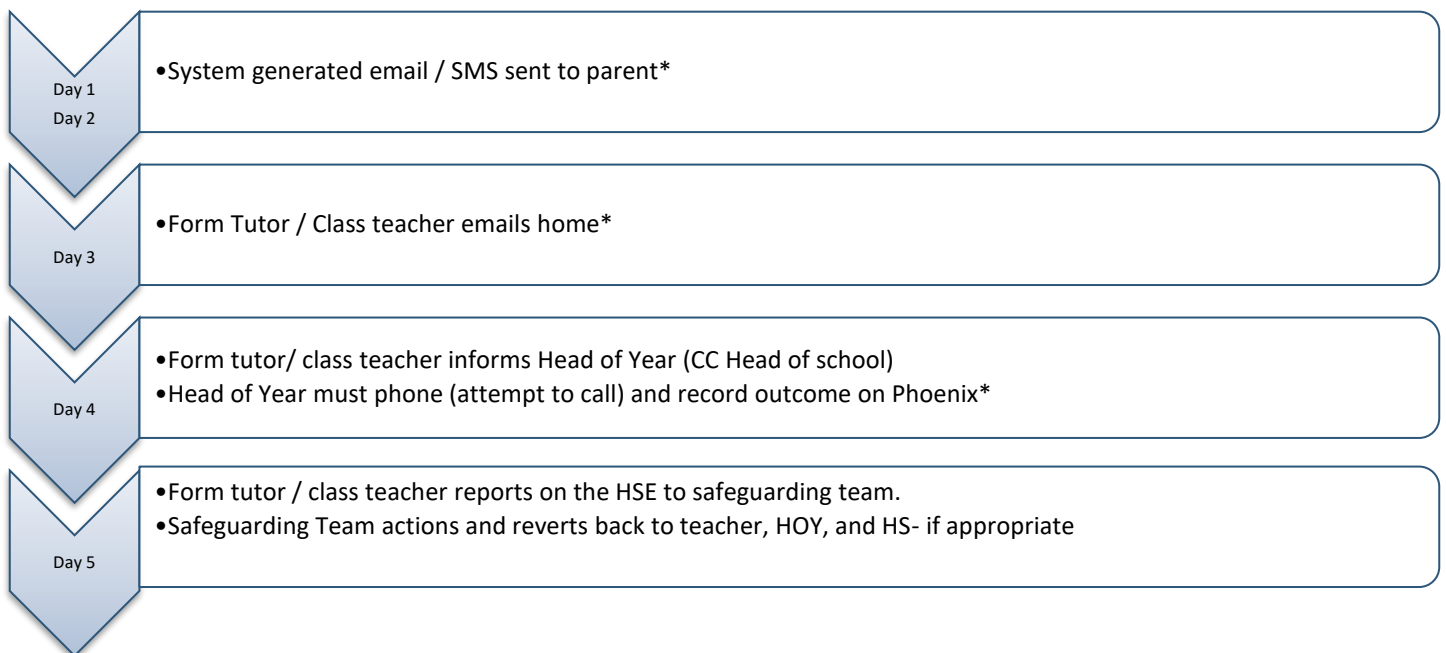 Day 1
Day 2
•System generated email / SMS sent to parent*
Day 3
•Form Tutor / Class teacher emails home*
Day 4
•Form tutor/ class teacher informs Head of Year (CC Head of school)
•Head of Year must phone (attempt to call) and record outcome on Phoenix*
Day 5
•Form tutor / class teacher reports on the HSE to safeguarding team.
•Safeguarding Team actions and reverts back to teacher, HOY, and HS- if appropriate